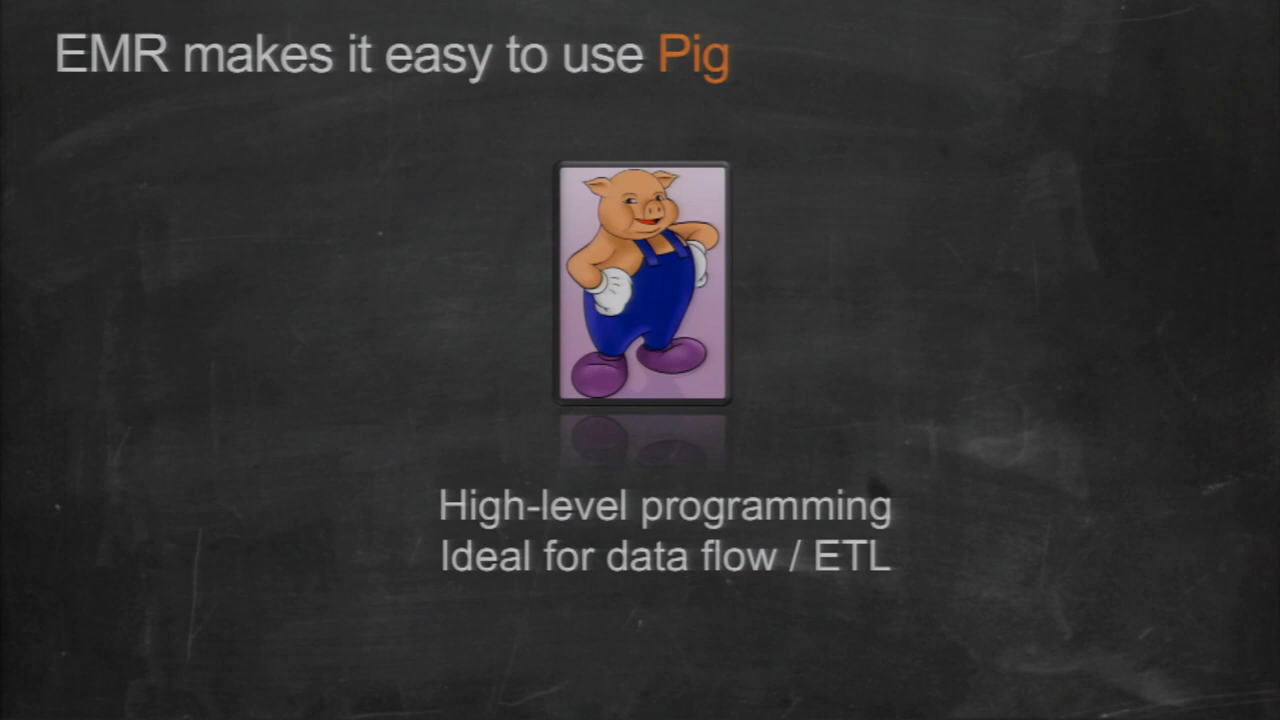 EMR makes it easy to use Pig
High-level programming
Ideal for data flow / ETL